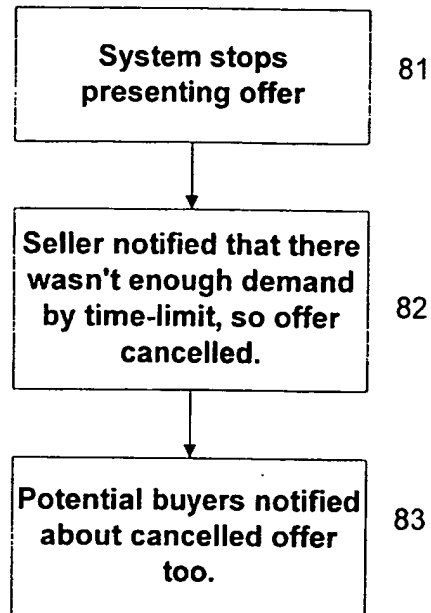 System stops
presenting offer
81
Seller notified that there
wasn't enough demand
by time-limit, so offer
cancelled.
82
Potential buyers notified
about cancelled offer
too.
83